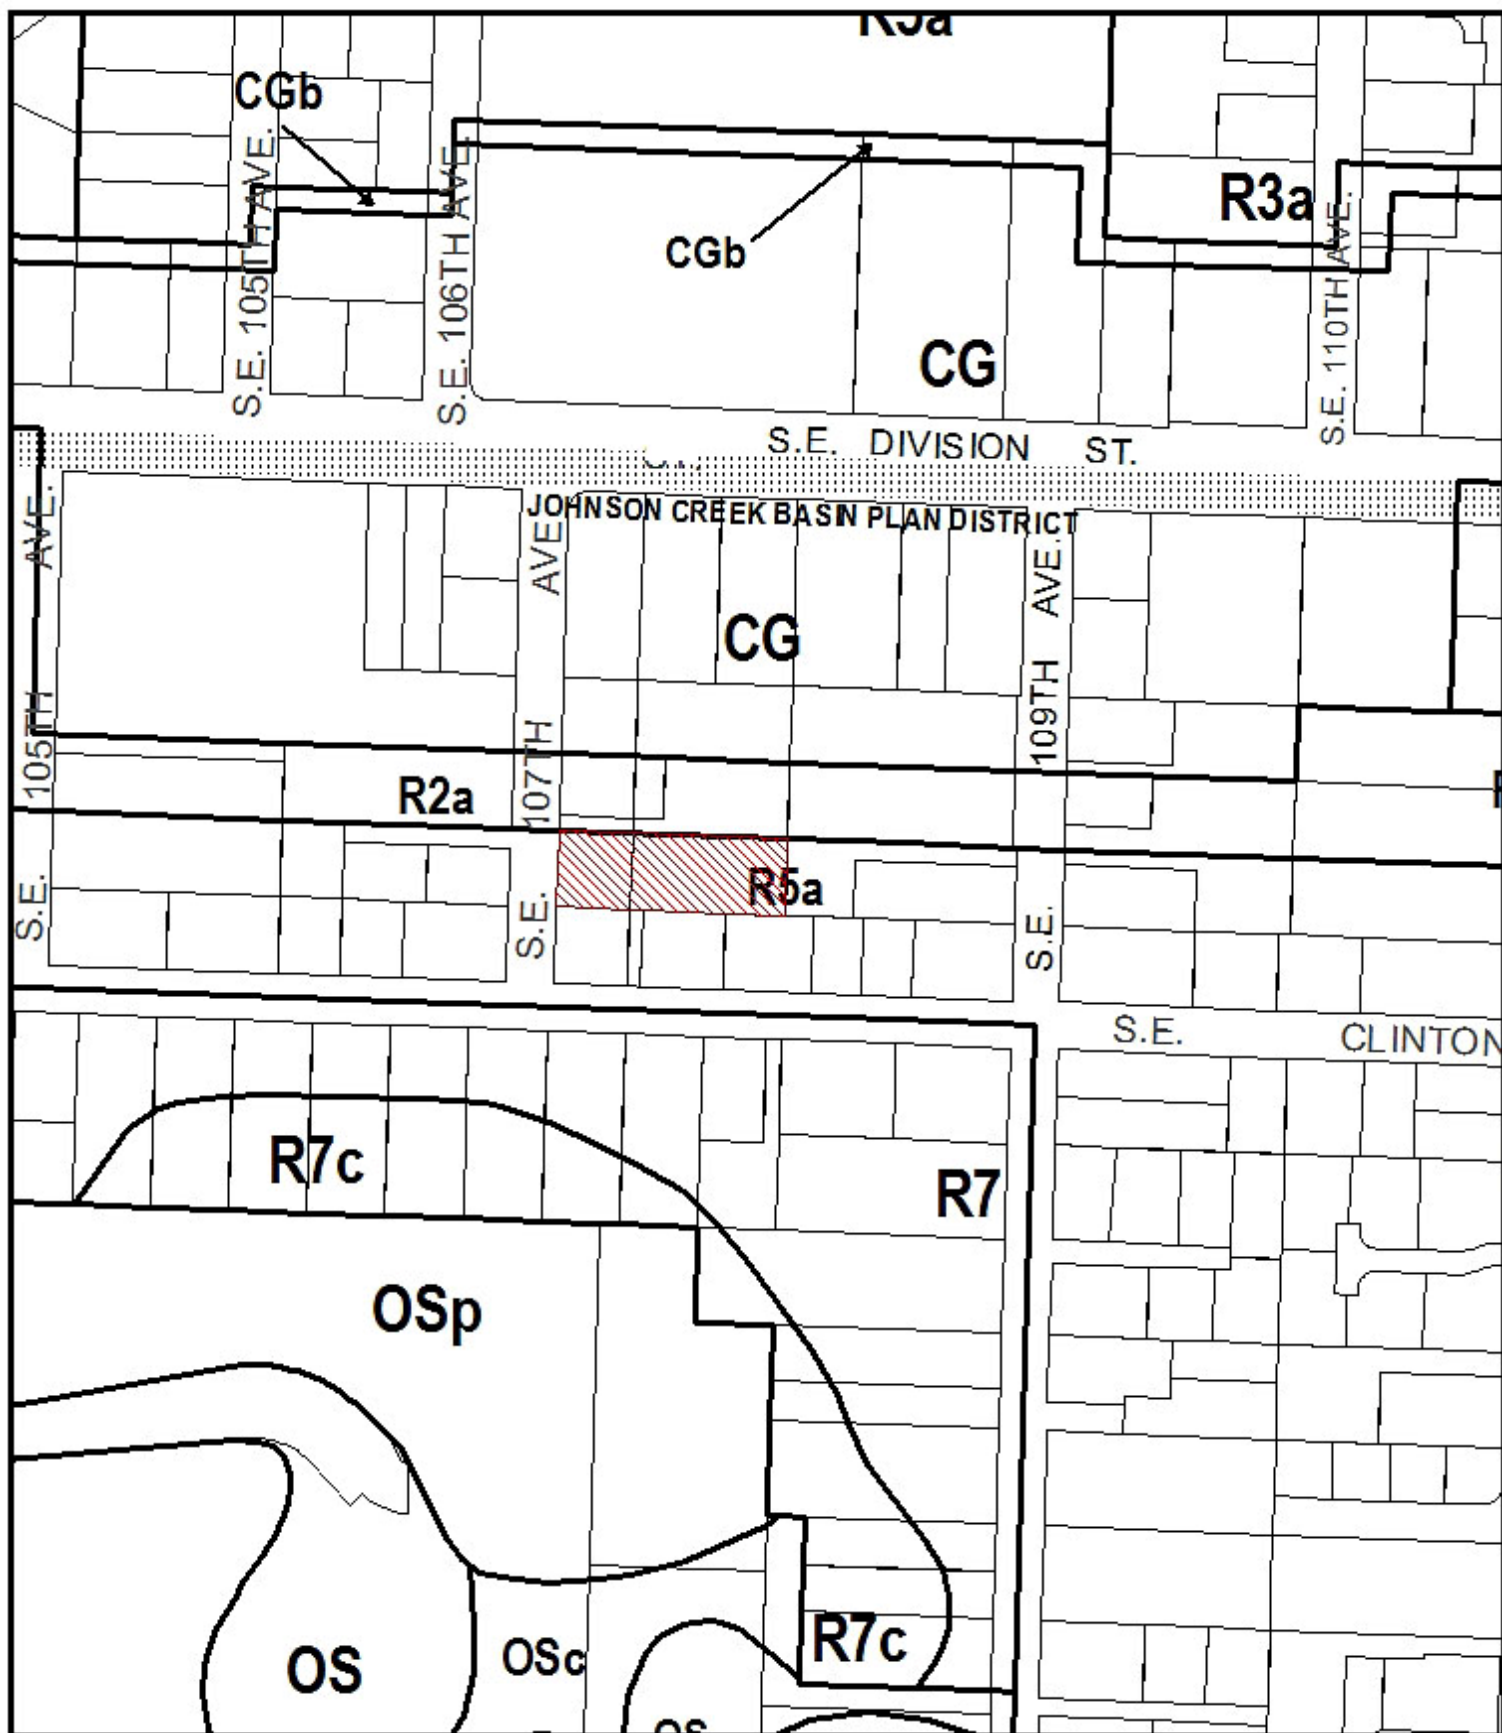 CGb
R3a
CGb
S.E. 105TH AVE.
S.E. 106TH AVE.
S.E. 110TH AVE.
CG
S.E. DIVISION ST.
JOHNSON CREEK BASIN PLAN DISTRICT
CG
S.E. 105TH AVE.
S.E. 107TH AVE.
S.E. 109TH AVE.
R2a
R5a
S.E. CLINTON
R7c
R7
OSp
R7c
OSc
OS
OS